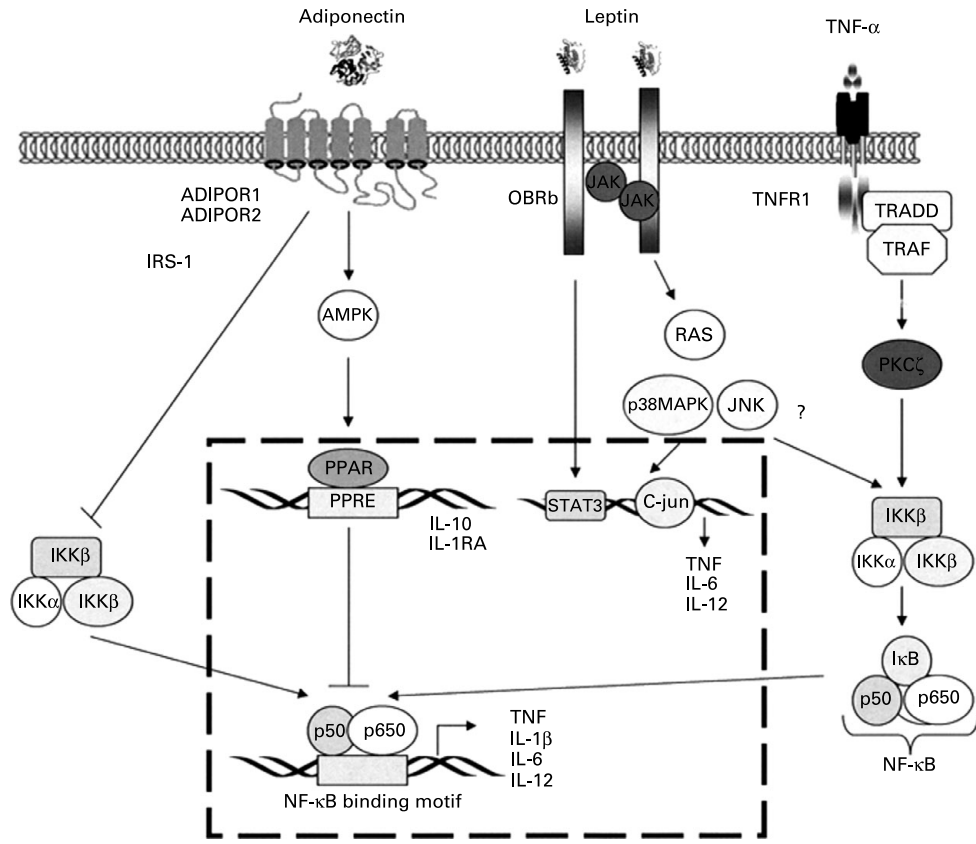 Adiponectin
Leptin
TNF-α
ADIPOR1
ADIPOR2
OBRb
JAK
JAK
TNFR1
TRADD
TRAF
IRS-1
AMPK
RAS
PKCζ
p38MAPK
JNK
?
PPAR
PPRE
IL-10
IL-1RA
STAT3
C-jun
TNF
IL-6
IL-12
IKKβ
IKKα
IKKβ
IKKβ
IKKα
IKKβ
IκB
p50
p650
NF-κB
p50
p650
TNF
IL-1β
IL-6
IL-12
NF-κB binding motif